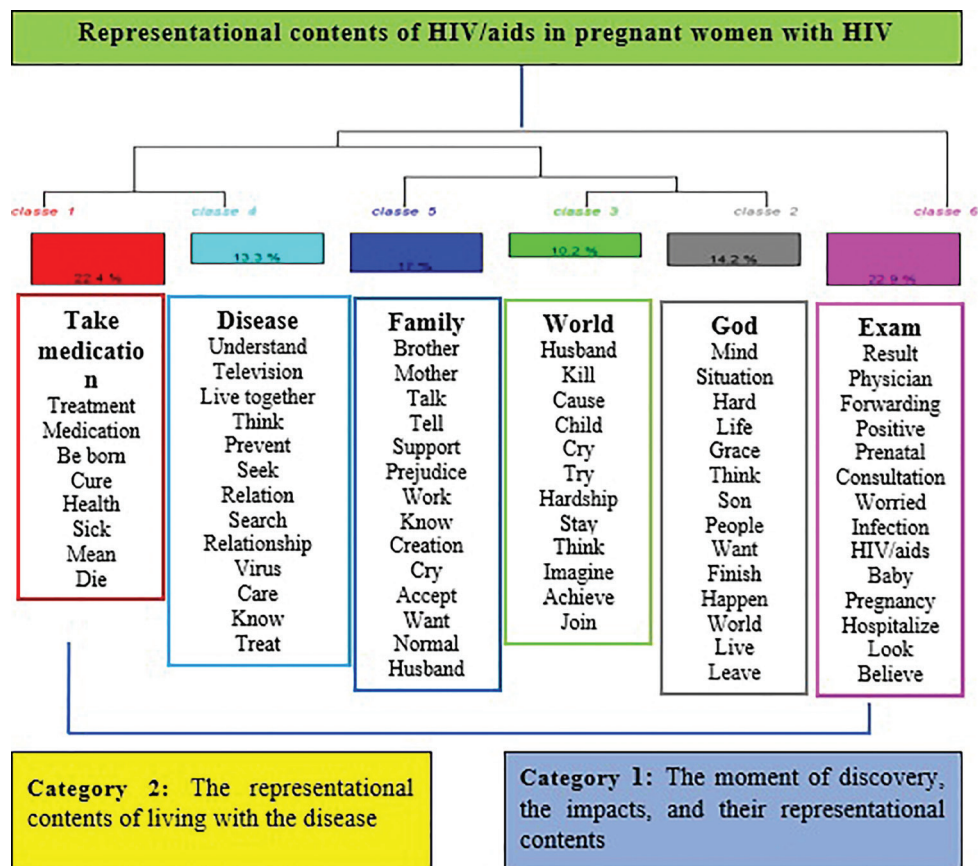 Representational contents of HIV/aids in pregnant women with HIV
classe 1
classe 4
classe 5
classe 3
classe 2
classe 6
22.4 %
13.3 %
17 %
10.2 %
14.2 %
22.9 %
Take
medicatio
n
Treatment
Medication
Be born
Cure
Health
Sick
Mean
Die
Disease
Understand
Television
Live together
Think
Prevent
Seek
Relation
Search
Relationship
Virus
Care
Know
Treat
Family
Brother
Mother
Talk
Tell
Support
Prejudice
Work
Know
Creation
Cry
Accept
Want
Normal
Husband
World
Husband
Kill
Cause
Child
Cry
Try
Hardship
Stay
Think
Imagine
Achieve
Join
God
Mind
Situation
Hard
Life
Grace
Think
Son
People
Want
Finish
Happen
World
Live
Leave
Exam
Result
Physician
Forwarding
Positive
Prenatal
Consultation
Worried
Infection
HIV/aids
Baby
Pregnancy
Hospitalize
Look
Believe
Category 2: The representational
contents of living with the disease
Category 1: The moment of discovery,
the impacts, and their representational
contents